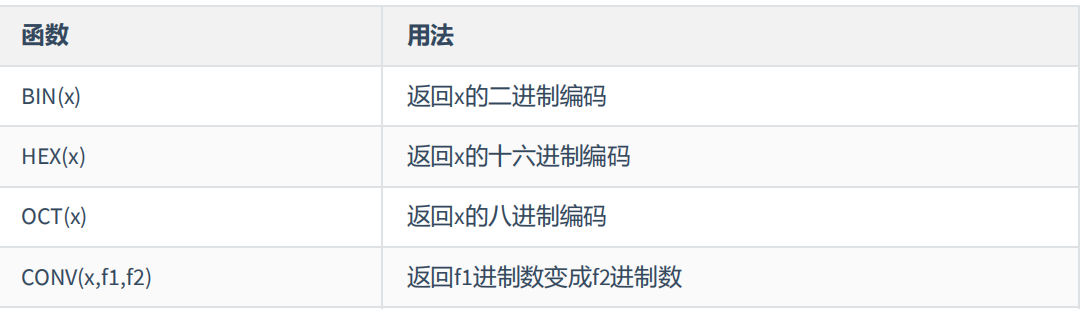 函数 用法
BIN(x) 返回x的二进制编码
HEX(x) 返回x的十六进制编码
OCT(x) 返回x的八进制编码
CONV(x,f1,f2) 返回f1进制数变成f2进制数